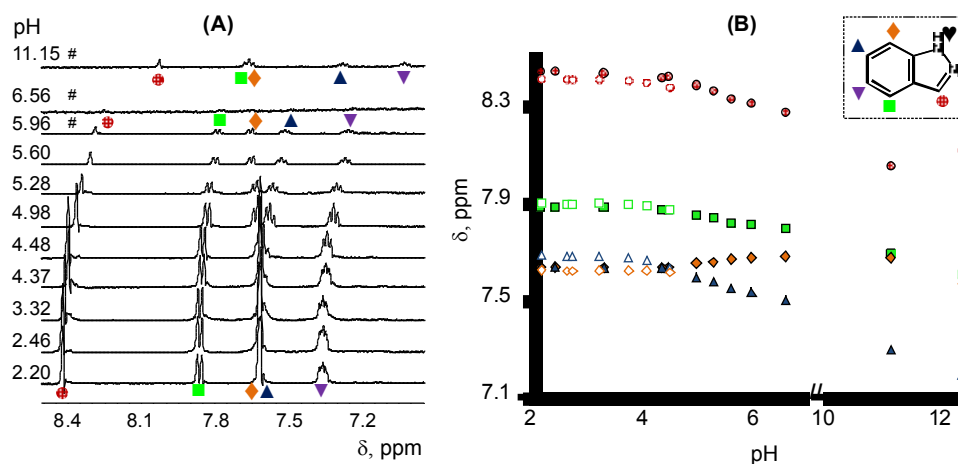 (A)
pH
11.15 #
6.56 #
5.96 #
5.60
5.28
4.98
4.48
4.37
3.32
2.46
2.20
8.4 8.1 7.8 7.5 7.2
δ, ppm
(B)
δ, ppm
8.3
7.9
7.5
7.1
2 4 6 10 12
//
pH
H
H
H